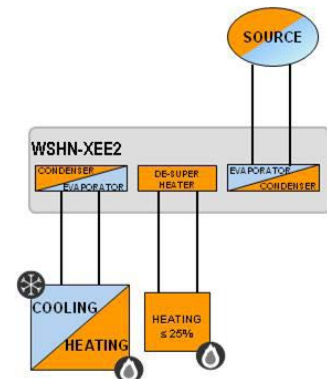 SOURCE
WSHN-XEE2
CONDENSER
EVAPORATOR
DE-SUPER
HEATER
EVAPORATOR
CONDENSER
COOLING
HEATING
HEATING
≤ 25%